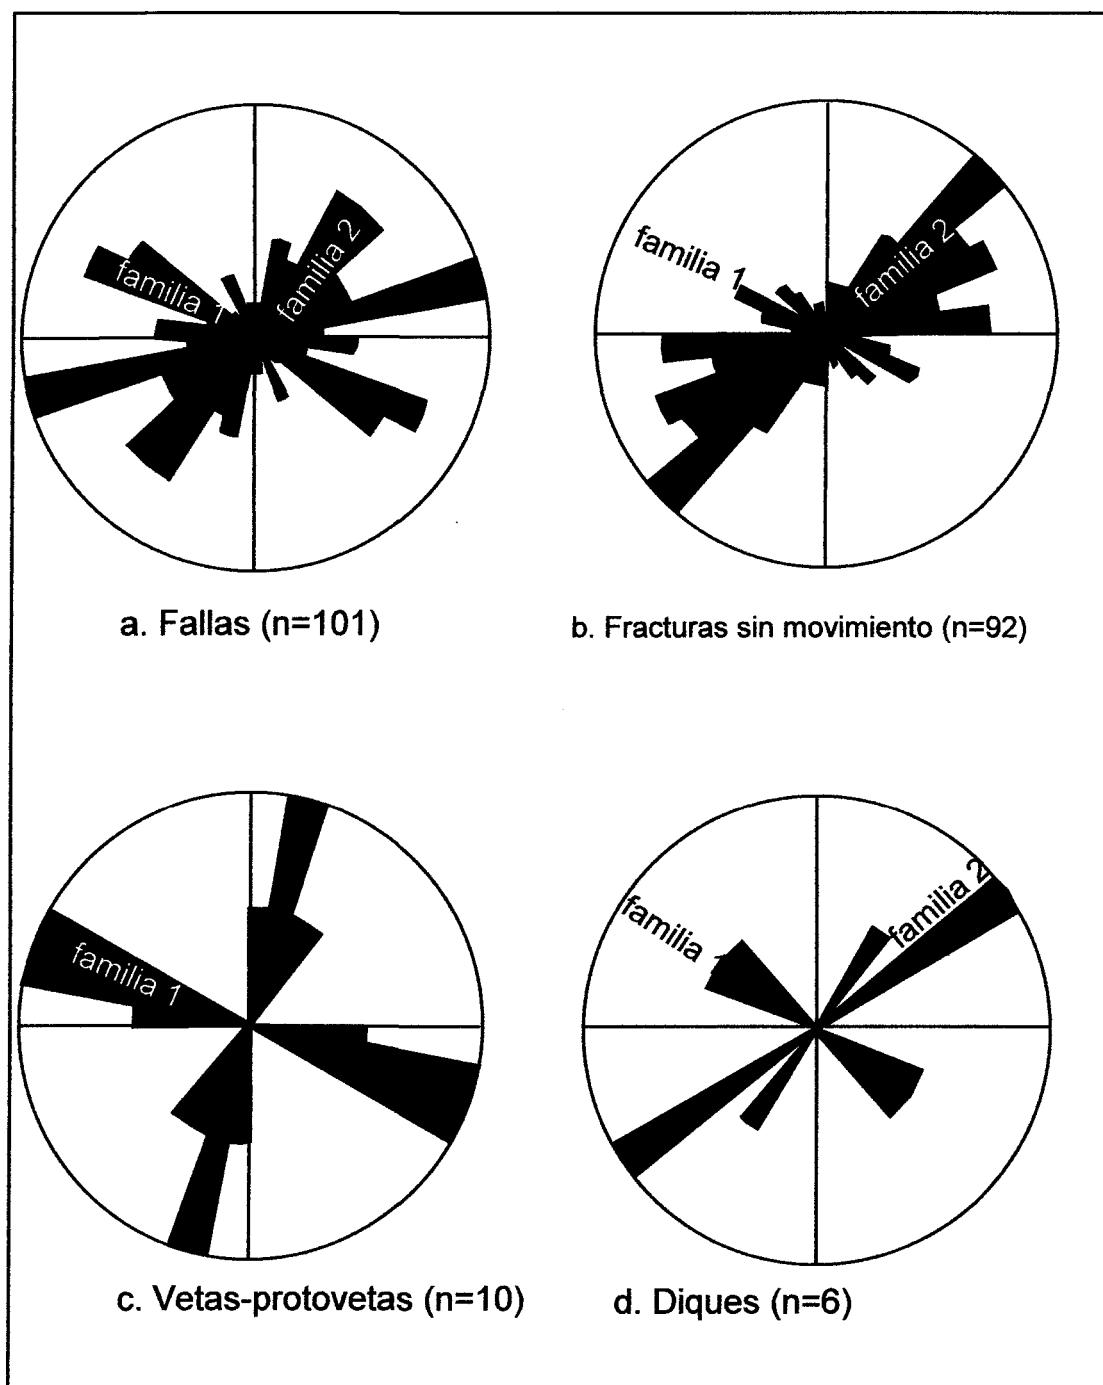 familia 1
familia 2
a. Fallas (n=101)
familia 1
familia 2
b. Fracturas sin movimiento (n=92)
familia 1
c. Vetas-protovetas (n=10)
familia 1
familia 2
d. Diques (n=6)